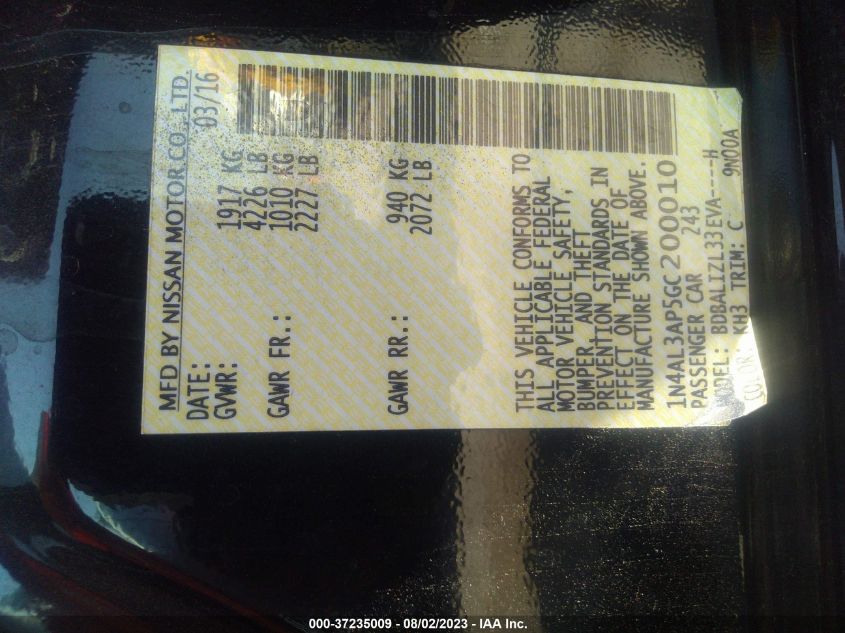 MFD BY NISSAN MOTOR CO., LTD.
DATE: 03/16
GVWR: 1917 KG
4226 LB
GAWR FR.: 1010 KG
2227 LB
GAWR RR.: 940 KG
2072 LB
THIS VEHICLE CONFORMS TO
ALL APPLICABLE FEDERAL
MOTOR VEHICLE SAFETY,
BUMPER, AND THEFT
PREVENTION STANDARDS IN
EFFECT ON THE DATE OF
MANUFACTURE SHOWN ABOVE.
1N4AL3AP5GC200010
PASSENGER CAR 243
MODEL: BDBALIZL33EVA----H
COLOR: KH3 TRIM: C 9N00A
000-37235009 - 08/02/2023 - IAA Inc.